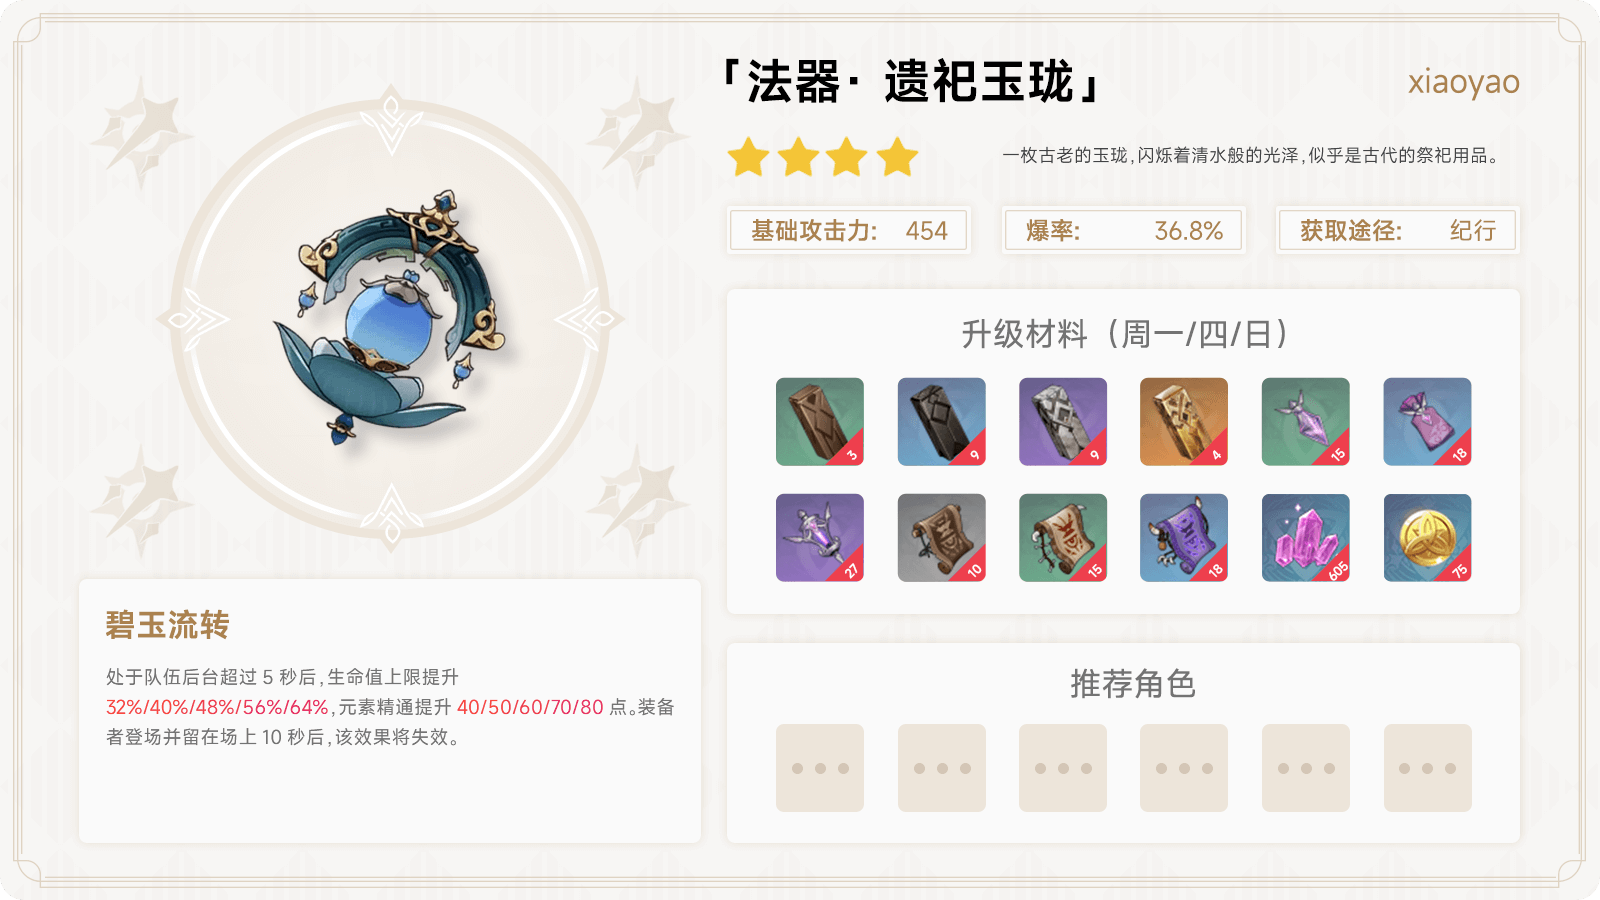 「法器· 遗祀玉珑」
xiaoyao
一枚古老的玉珑,闪烁着清水般的光泽,似乎是古代的祭祀用品。
基础攻击力: 454
爆率: 36.8%
获取途径: 纪行
升级材料（周一/四/日）
3 9 9 4 15 18
27 10 15 18 605 75
碧玉流转
处于队伍后台超过 5 秒后,生命值上限提升
32%/40%/48%/56%/64%,元素精通提升 40/50/60/70/80 点。装备
者登场并留在场上 10 秒后,该效果将失效。
推荐角色